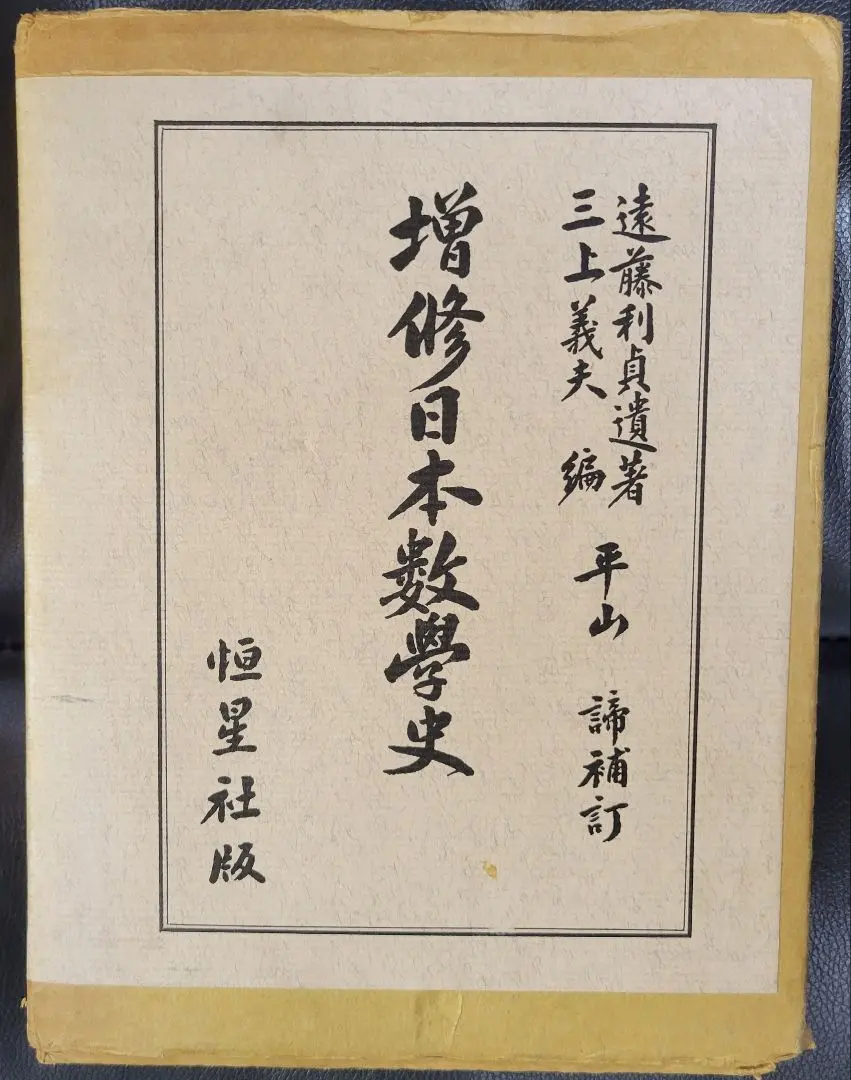 遠藤利貞遺著
三上義夫 編
平山 諦補訂
增修日本數學史
恒星社版